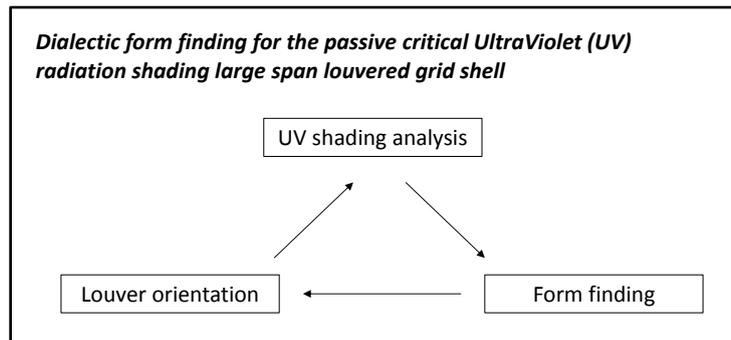 Dialectic form finding for the passive critical UltraViolet (UV)
radiation shading large span louvered grid shell
UV shading analysis
Louver orientation
Form finding